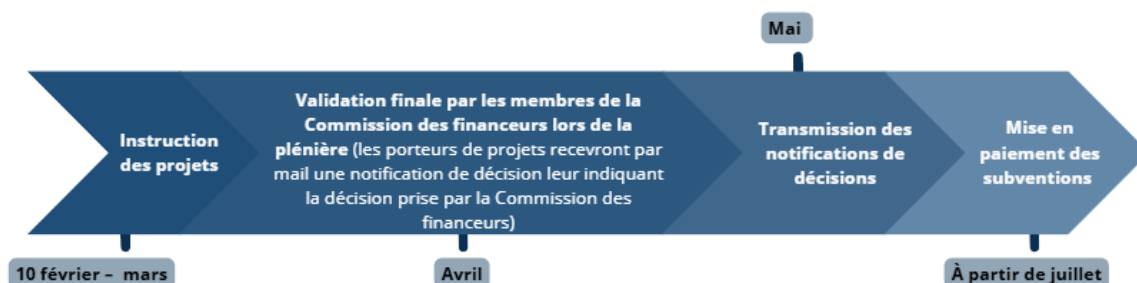 Mai
Instruction
des projets
Validation finale par les membres de la
Commission des financeurs lors de la
plénière (les porteurs de projets recevront par
mail une notification de décision leur indiquant
la décision prise par la Commission des
financeurs)
Transmission des
notifications de
décisions
Mise en
paiement des
subventions
10 février – mars
Avril
À partir de juillet